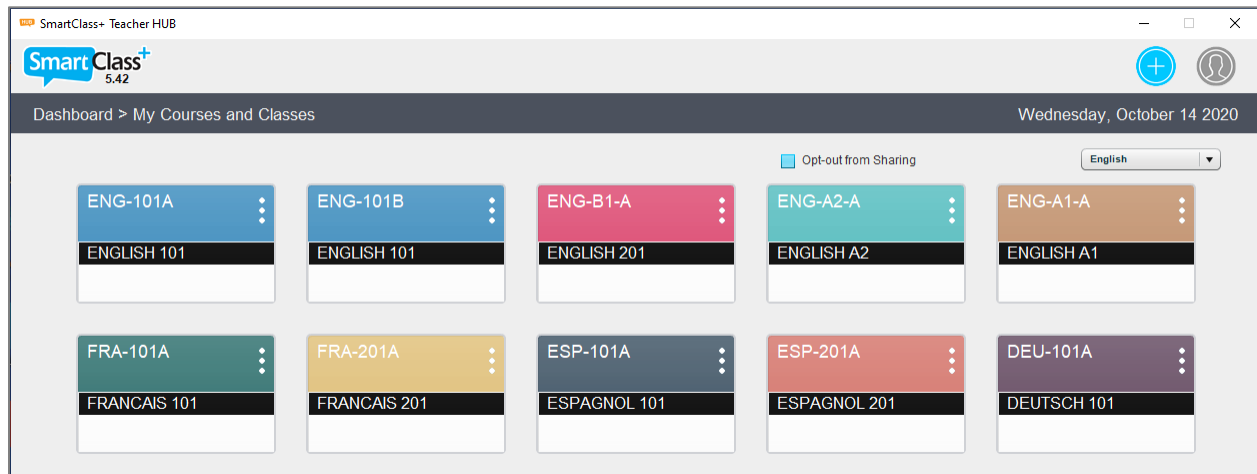 HUB SmartClass+ Teacher HUB
SmartClass+
5.42
Dashboard > My Courses and Classes
Wednesday, October 14 2020
Opt-out from Sharing
English
ENG-101A
ENGLISH 101
ENG-101B
ENGLISH 101
ENG-B1-A
ENGLISH 201
ENG-A2-A
ENGLISH A2
ENG-A1-A
ENGLISH A1
FRA-101A
FRANCAIS 101
FRA-201A
FRANCAIS 201
ESP-101A
ESPAGNOL 101
ESP-201A
ESPAGNOL 201
DEU-101A
DEUTSCH 101